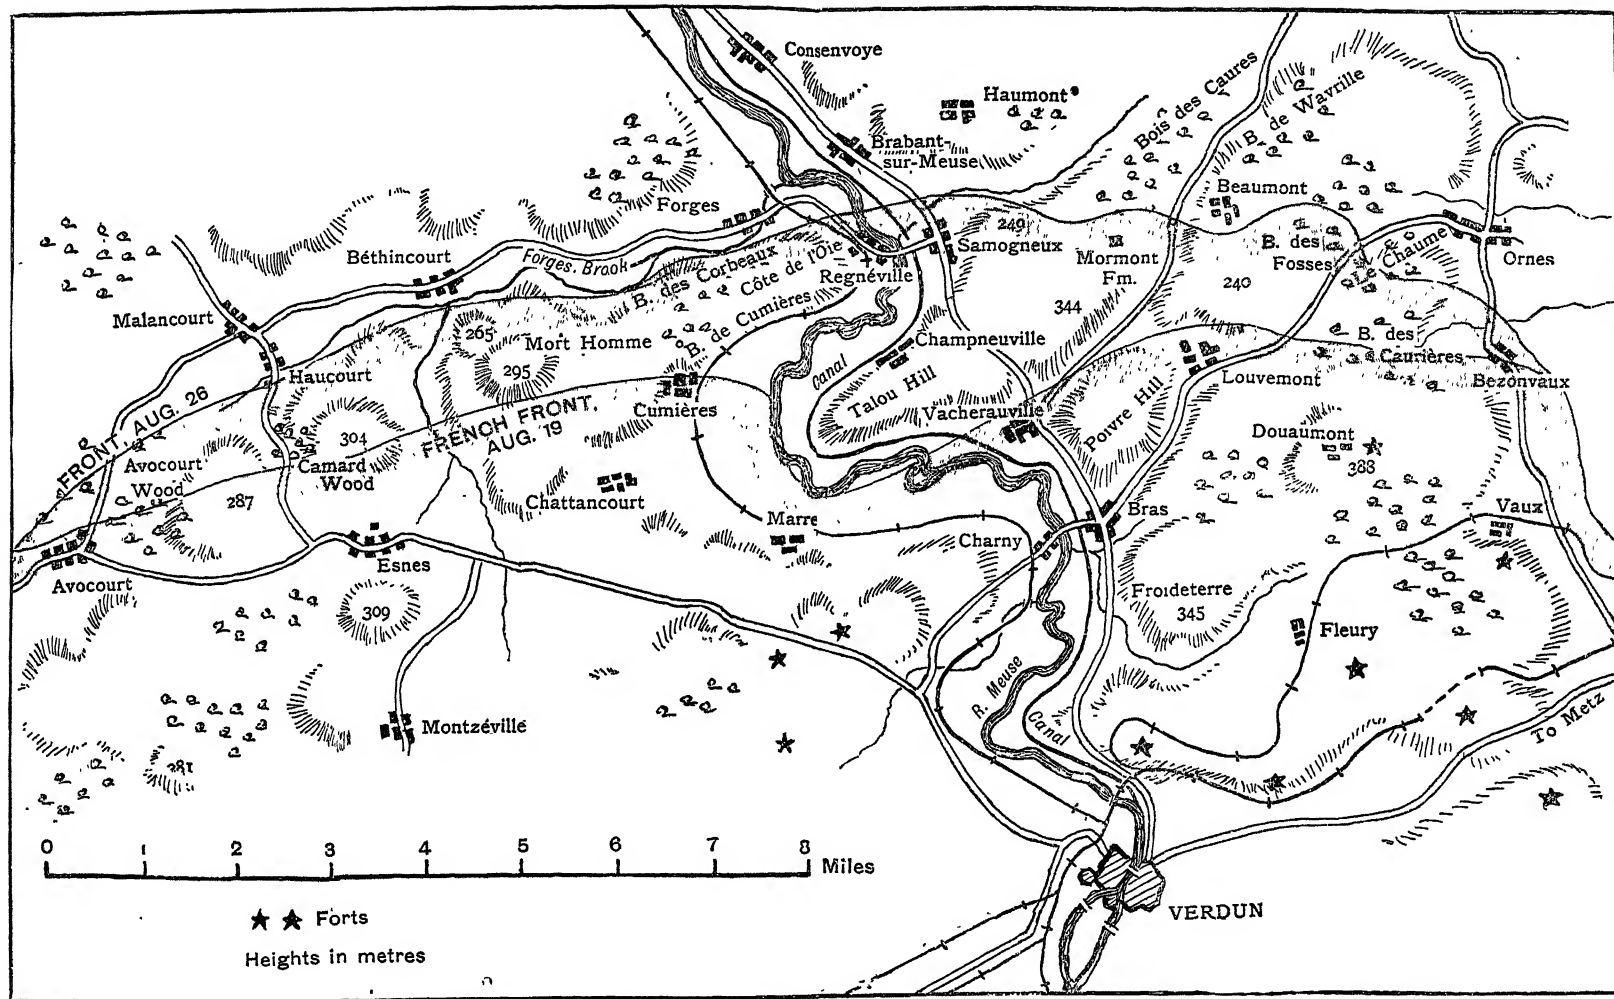 Consenvoye
Haumont
Bois des Caures
B. de Wavrille
Brabant-
sur-Meuse
Beaumont
Forges
249
Samogneux
Mormont
Fm.
B. des
Fosses
La Chaume
Ornes
Béthincourt
Forges. Brook
B. des Corbeaux
Côte de l'Oie
Regnéville
240
344
Malancourt
265
Mort Homme
B. de Cumières
Champneuville
B. des
Caurières
Bezonvaux
Haucourt
295
Canal
Talou Hill
Louvemont
FRONT, AUG. 26
Cumières
FRENCH FRONT,
AUG. 19
Vacherauville
Poivre Hill
Douaumont
388
304
Avocourt
Wood
Camard
Wood
287
Chattancourt
Marre
Charny
Bras
Vaux
Avocourt
Esnes
309
Froideterre
345
Fleury
R. Meuse
Canal
Montzéville
281
To Metz
0 1 2 3 4 5 6 7 8
Miles
Forts
Heights in metres
VERDUN